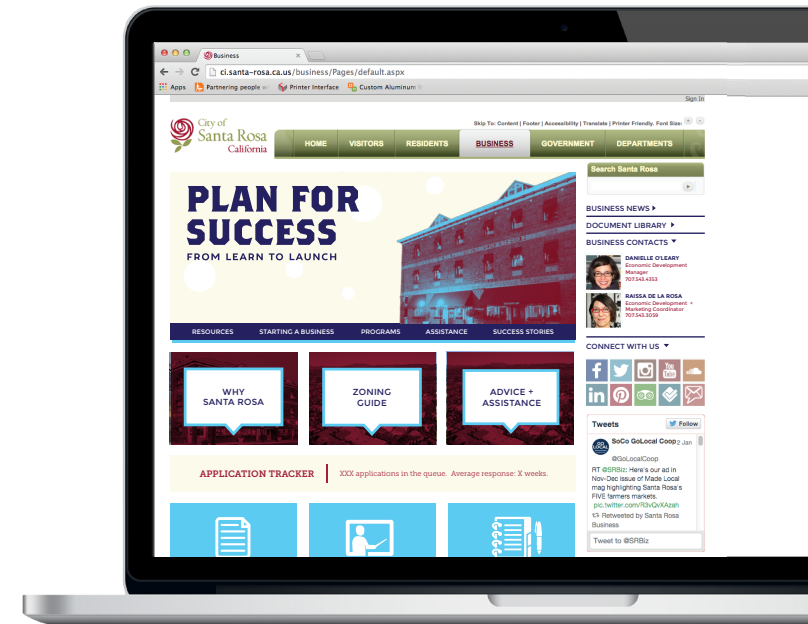 Business
ci.santa-rosa.ca.us/business/Pages/default.aspx
Apps
Partnering people
Printer Interface
Custom Aluminum
Sign In
City of
Santa Rosa
California
Skip To: Content | Footer | Accessibility | Translate | Printer Friendly. Font Size: + -
HOME VISITORS RESIDENTS BUSINESS GOVERNMENT DEPARTMENTS
Search Santa Rosa
PLAN FOR
SUCCESS
FROM LEARN TO LAUNCH
RESOURCES STARTING A BUSINESS PROGRAMS ASSISTANCE SUCCESS STORIES
WHY
SANTA ROSA
ZONING
GUIDE
ADVICE +
ASSISTANCE
APPLICATION TRACKER
XXX applications in the queue. Average response: X weeks.
BUSINESS NEWS
DOCUMENT LIBRARY
BUSINESS CONTACTS
DANIELLE O'LEARY
Economic Development
Manager
707.543.4353
RAISSA DE LA ROSA
Economic Development +
Marketing Coordinator
707.543.3059
CONNECT WITH US
You
Tube
in
Tweets
Follow
GO
LOCAL
SoCo GoLocal Coop 2 Jan
@GoLocalCoop
RT @SRBiz: Here's our ad in
Nov-Dec issue of Made Local
mag highlighting Santa Rosa's
FIVE farmers markets.
pic.twitter.com/R3vQvXAzah
Retweeted by Santa Rosa
Business
Tweet to @SRBiz